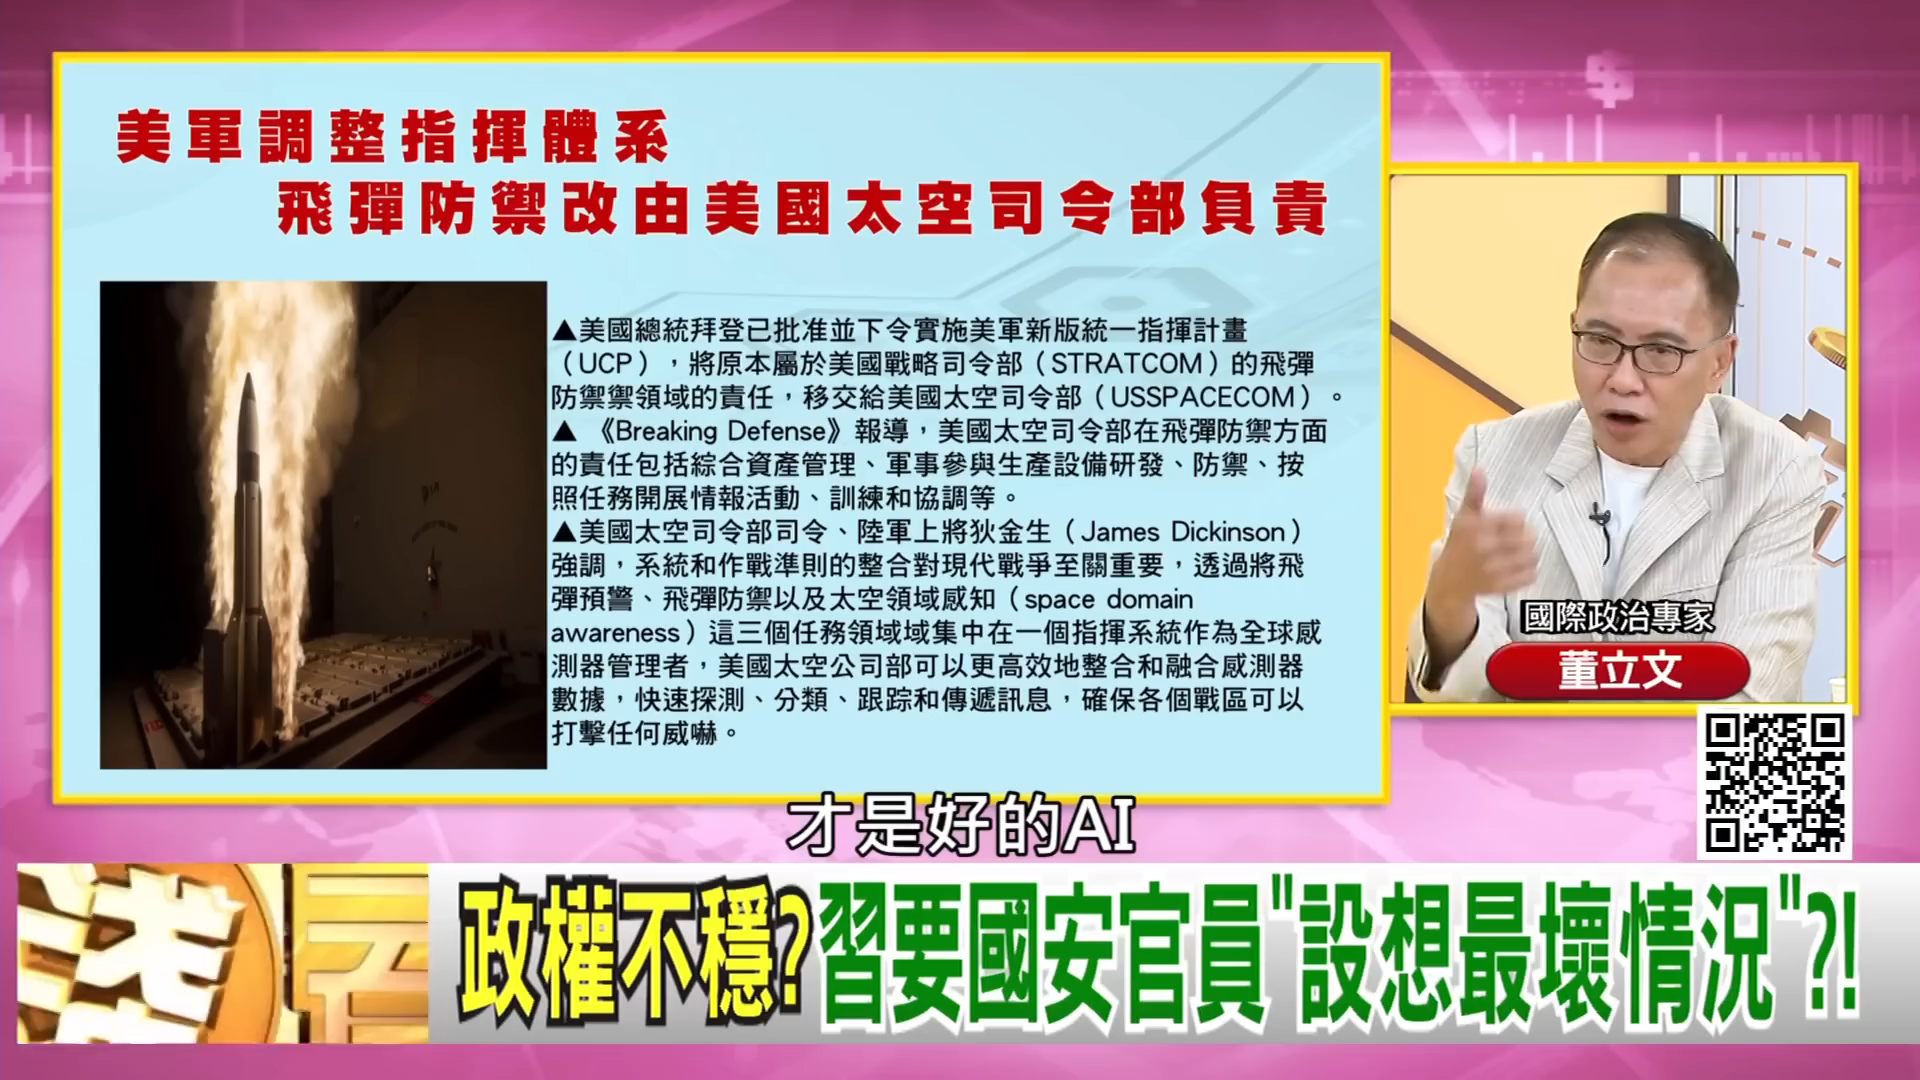 美軍調整指揮體系
飛彈防禦改由美國太空司令部負責
▲美國總統拜登已批准並下令實施美軍新版統一指揮計畫
（UCP），將原本屬於美國戰略司令部（STRATCOM）的飛彈
防禦禦領域的責任，移交給美國太空司令部（USSPACECOM）。
▲《Breaking Defense》報導，美國太空司令部在飛彈防禦方面
的責任包括綜合資產管理、軍事參與生產設備研發、防禦、按
照任務開展情報活動、訓練和協調等。
▲美國太空司令部司令、陸軍上將狄金生（James Dickinson）
強調，系統和作戰準則的整合對現代戰爭至關重要，透過將飛
彈預警、飛彈防禦以及太空領域感知（space domain
awareness）這三個任務領域域集中在一個指揮系統作為全球感
測器管理者，美國太空公司部可以更高效地整合和融合感測器
數據，快速探測、分類、跟踪和傳遞訊息，確保各個戰區可以
打擊任何威嚇。
國際政治專家
董立文
才是好的AI
政權不穩?習要國安官員"設想最壞情況"?!